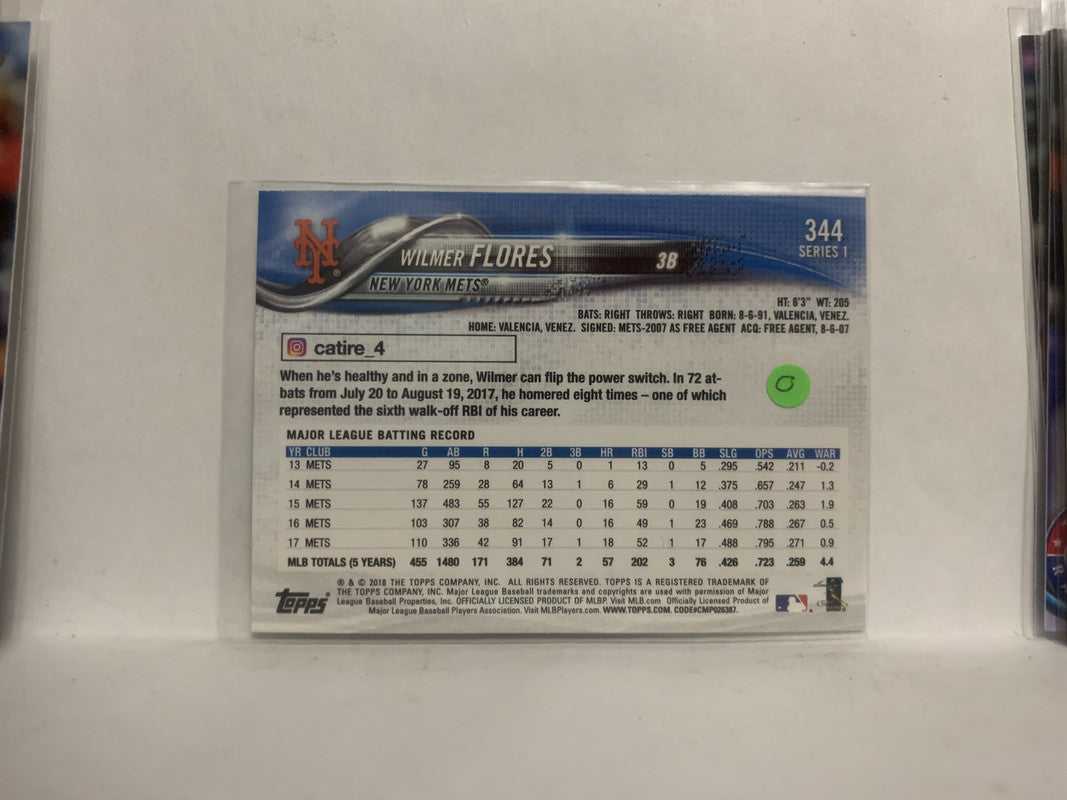 NY ®
344
SERIES 1
WILMER FLORES 3B
NEW YORK METS®
HT: 6'3" WT: 205
BATS: RIGHT THROWS: RIGHT BORN: 8-6-91, VALENCIA, VENEZ.
HOME: VALENCIA, VENEZ. SIGNED: METS-2007 AS FREE AGENT ACQ: FREE AGENT, 8-6-07
catire_4
When he's healthy and in a zone, Wilmer can flip the power switch. In 72 at-
bats from July 20 to August 19, 2017, he homered eight times – one of which
represented the sixth walk-off RBI of his career.
MAJOR LEAGUE BATTING RECORD
YR CLUB G AB R H 2B 3B HR RBI SB BB SLG OPS AVG WAR
13 METS 27 95 8 20 5 0 1 13 0 5 .295 .542 .211 -0.2
14 METS 78 259 28 64 13 1 6 29 1 12 .375 .657 .247 1.3
15 METS 137 483 55 127 22 0 16 59 0 19 .408 .703 .263 1.9
16 METS 103 307 38 82 14 0 16 49 1 23 .469 .788 .267 0.5
17 METS 110 336 42 91 17 1 18 52 1 17 .488 .795 .271 0.9
MLB TOTALS (5 YEARS) 455 1480 171 384 71 2 57 202 3 76 .426 .723 .259 4.4
® & © 2018 THE TOPPS COMPANY, INC. ALL RIGHTS RESERVED. TOPPS IS A REGISTERED TRADEMARK OF
THE TOPPS COMPANY, INC. Major League Baseball trademarks and copyrights are used with permission of Major
League Baseball Properties, Inc. OFFICIALLY LICENSED PRODUCT OF MLBP. Visit MLB.com Officially Licensed Product of
Major League Baseball Players Association. Visit MLBPlayers.com. WWW.TOPPS.COM. CODE#CMP026387.
Topps